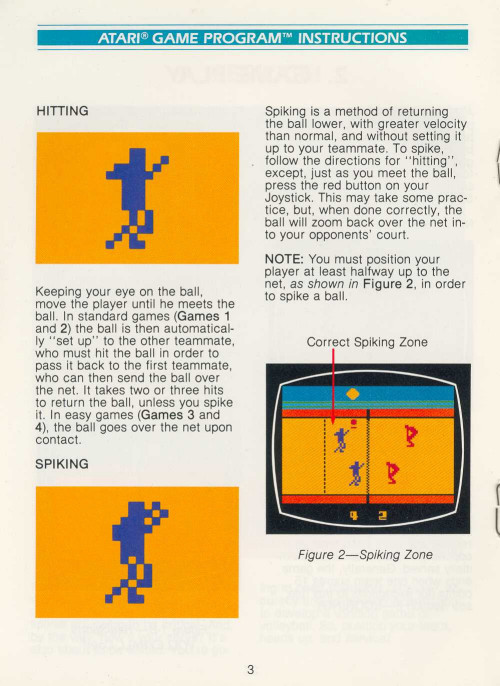 ATARI® GAME PROGRAM™ INSTRUCTIONS
HITTING
Keeping your eye on the ball,
move the player until he meets the
ball. In standard games (Games 1
and 2) the ball is then automatical-
ly "set up" to the other teammate,
who must hit the ball in order to
pass it back to the first teammate,
who can then send the ball over
the net. It takes two or three hits
to return the ball, unless you spike
it. In easy games (Games 3 and
4), the ball goes over the net upon
contact.
SPIKING
Spiking is a method of returning
the ball lower, with greater velocity
than normal, and without setting it
up to your teammate. To spike,
follow the directions for "hitting",
except, just as you meet the ball,
press the red button on your
Joystick. This may take some prac-
tice, but, when done correctly, the
ball will zoom back over the net in-
to your opponents' court.
NOTE: You must position your
player at least halfway up to the
net, as shown in Figure 2, in order
to spike a ball.
Correct Spiking Zone
4 2
Figure 2—Spiking Zone
3